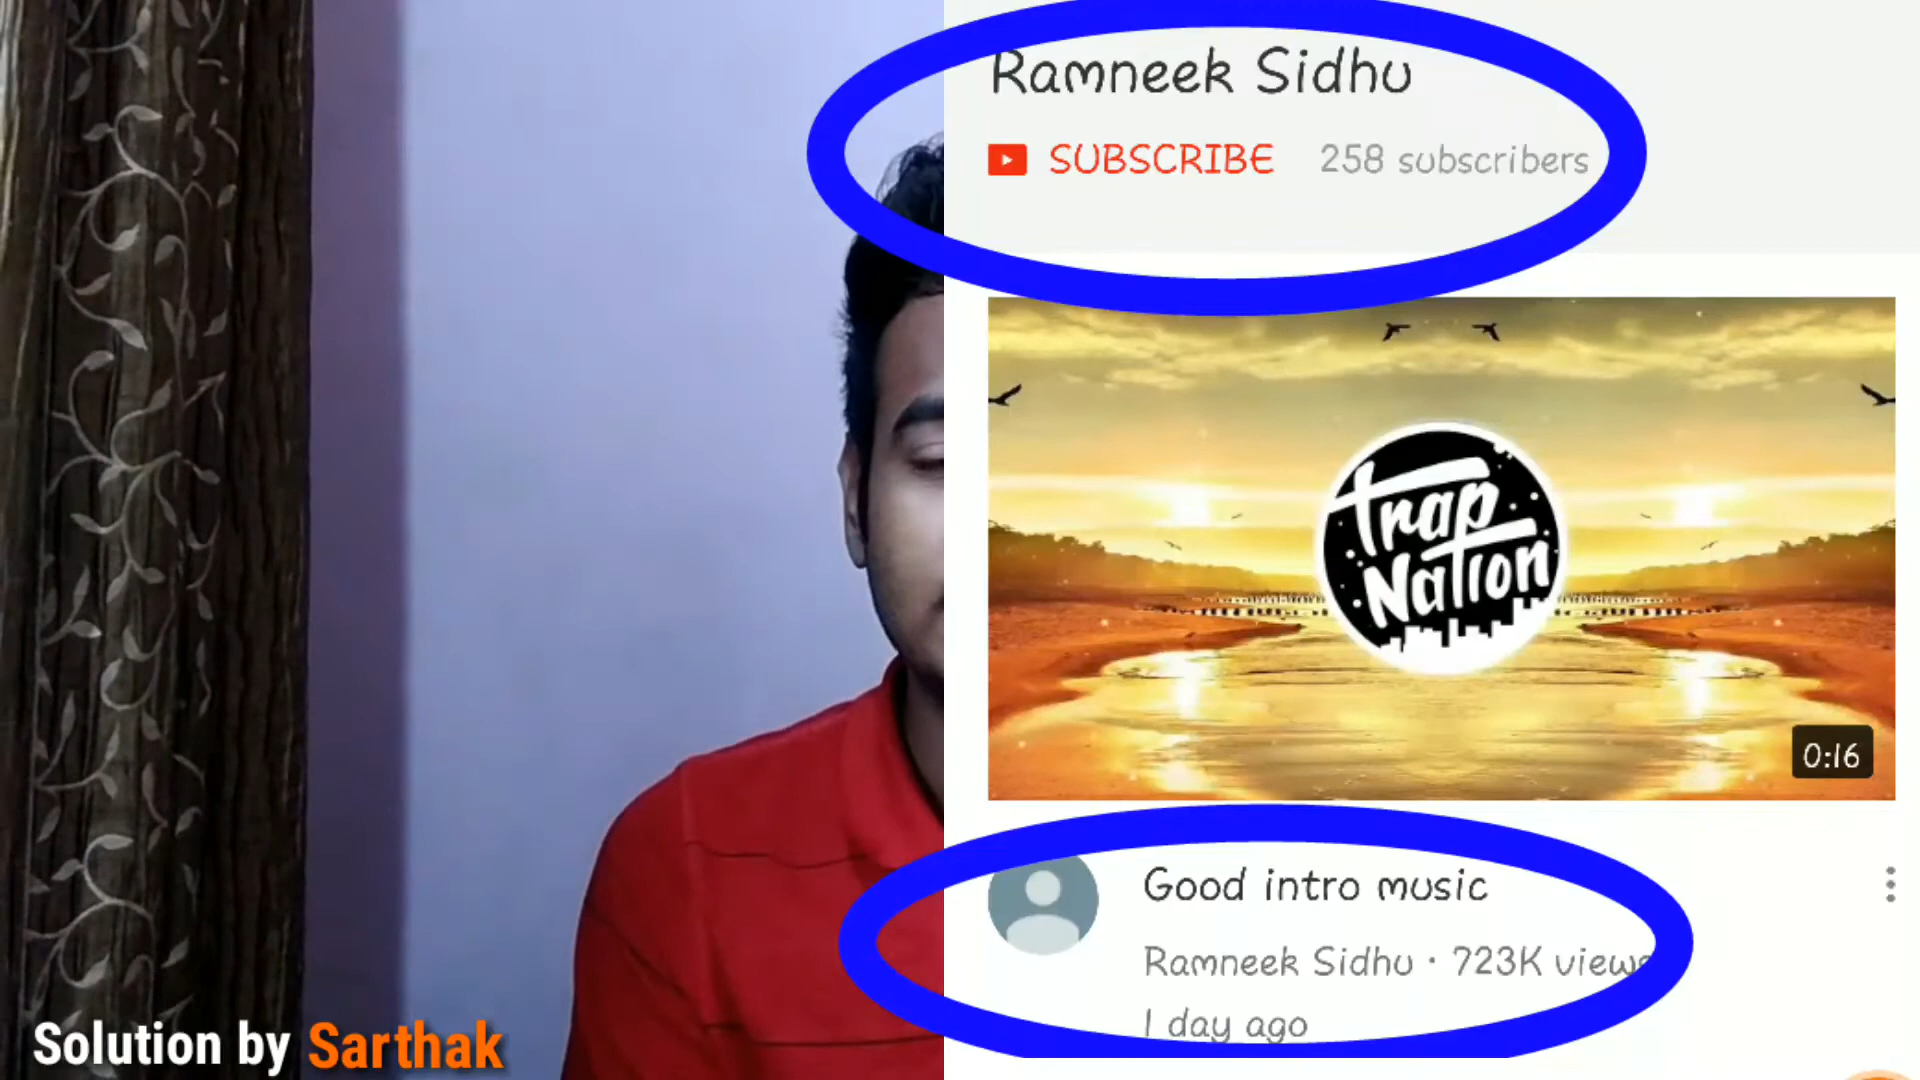 Ramneek Sidhu
SUBSCRIBE 258 subscribers
Trap
Nation
0:16
Good intro music
Ramneek Sidhu · 723K views
1 day ago
Solution by Sarthak